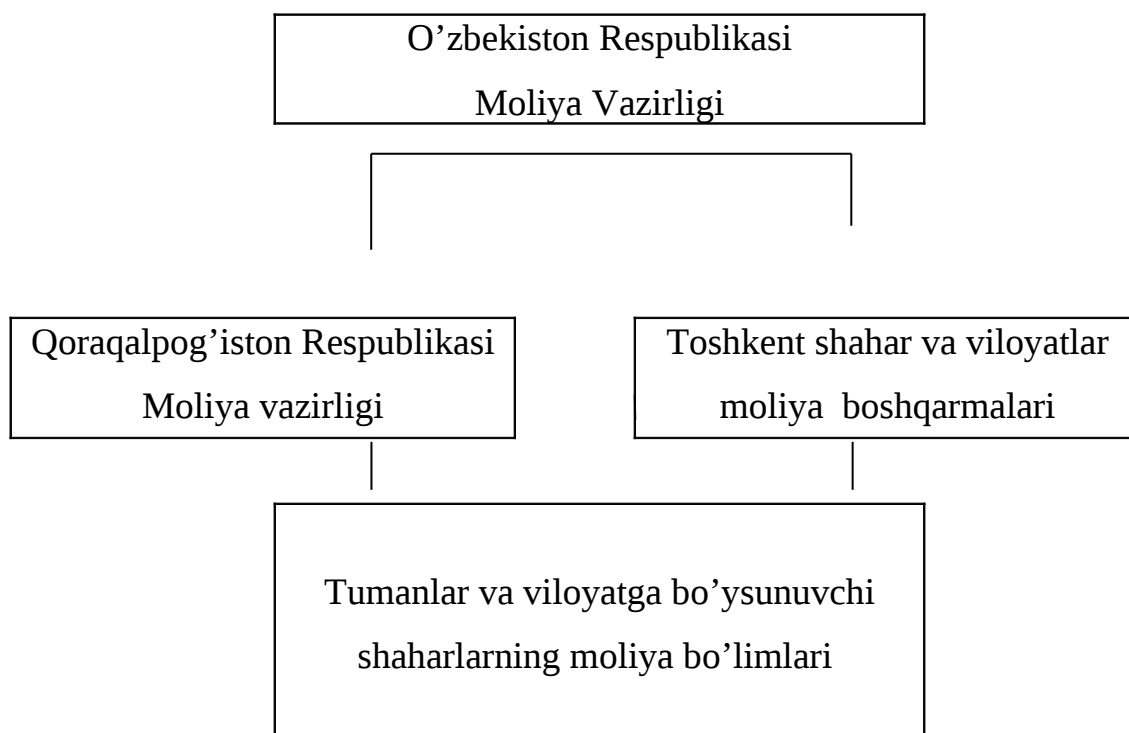 O’zbekiston Respublikasi
Moliya Vazirligi
Qoraqalpog’iston Respublikasi
Moliya vazirligi
Toshkent shahar va viloyatlar
moliya boshqarmalari
Tumanlar va viloyatga bo’ysunuvchi
shaharlarning moliya bo’limlari